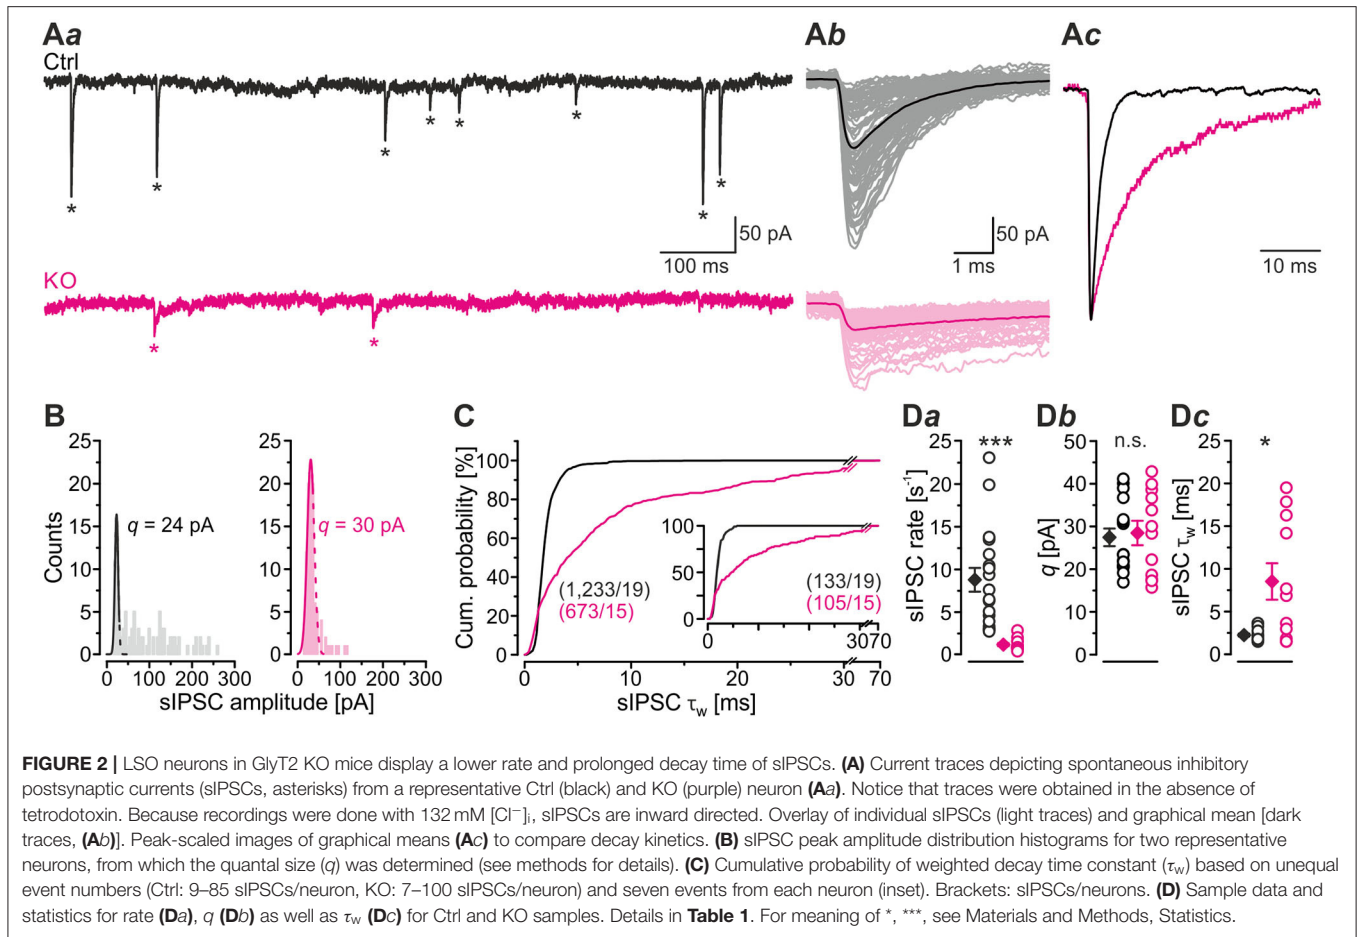 Aa
Ctrl
* * * * * * * *
50 pA
100 ms
KO
* *
Ab
50 pA
1 ms
Ac
10 ms
B
25
20
15
10
5
0
Counts
q = 24 pA
0 100 200 300
25
20
15
10
5
0
q = 30 pA
0 100 200 300
sIPSC amplitude [pA]
C
100
80
60
40
20
0
Cum. probability [%]
(1,233/19)
(673/15)
0 10 20 30 70
sIPSC τw [ms]
100
50
0
(133/19)
(105/15)
0 3070
Da
***
25
20
15
10
5
0
sIPSC rate [s-1]
Db
n.s.
50
40
30
20
10
0
q [pA]
Dc
*
25
20
15
10
5
0
sIPSC τw [ms]
FIGURE 2 | LSO neurons in GlyT2 KO mice display a lower rate and prolonged decay time of sIPSCs. (A) Current traces depicting spontaneous inhibitory
postsynaptic currents (sIPSCs, asterisks) from a representative Ctrl (black) and KO (purple) neuron (Aa). Notice that traces were obtained in the absence of
tetrodotoxin. Because recordings were done with 132 mM [Cl−]i, sIPSCs are inward directed. Overlay of individual sIPSCs (light traces) and graphical mean [dark
traces, (Ab)]. Peak-scaled images of graphical means (Ac) to compare decay kinetics. (B) sIPSC peak amplitude distribution histograms for two representative
neurons, from which the quantal size (q) was determined (see methods for details). (C) Cumulative probability of weighted decay time constant (τw) based on unequal
event numbers (Ctrl: 9–85 sIPSCs/neuron, KO: 7–100 sIPSCs/neuron) and seven events from each neuron (inset). Brackets: sIPSCs/neurons. (D) Sample data and
statistics for rate (Da), q (Db) as well as τw (Dc) for Ctrl and KO samples. Details in Table 1. For meaning of *, ***, see Materials and Methods, Statistics.